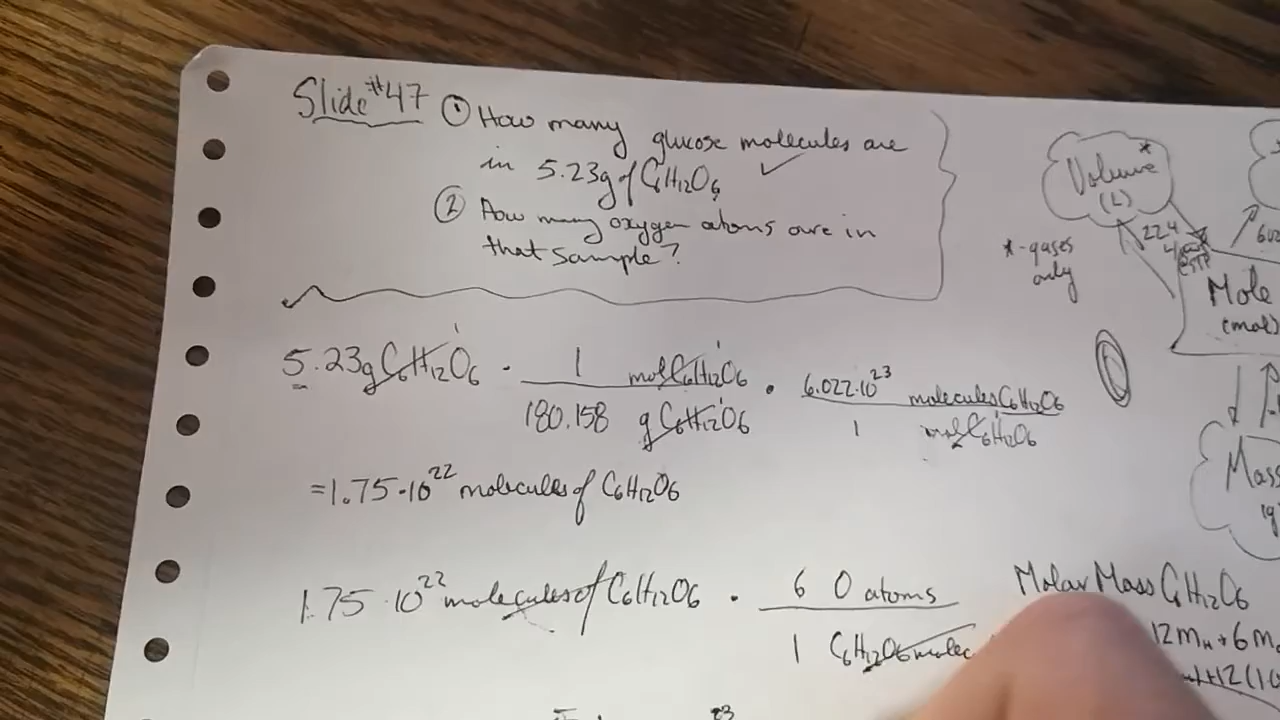 Slide #47 ① How many glucose molecules are
in 5.23g of C6H12O6 ✓
② How many oxygen atoms are in
that sample?
Volume *
(L)
*-gases
only
22.4
Mole
(mol)
Mass
5.23g C6H12O6 · 1 mol C6H12O6 · 6.022·10^23 molecules C6H12O6
180.158 g C6H12O6 1 mol C6H12O6
=1.75·10^22 molecules of C6H12O6
1.75·10^22 molecules of C6H12O6 · 6 O atoms
1 C6H12O6 molec
Molar Mass C6H12O6
12mH+6m